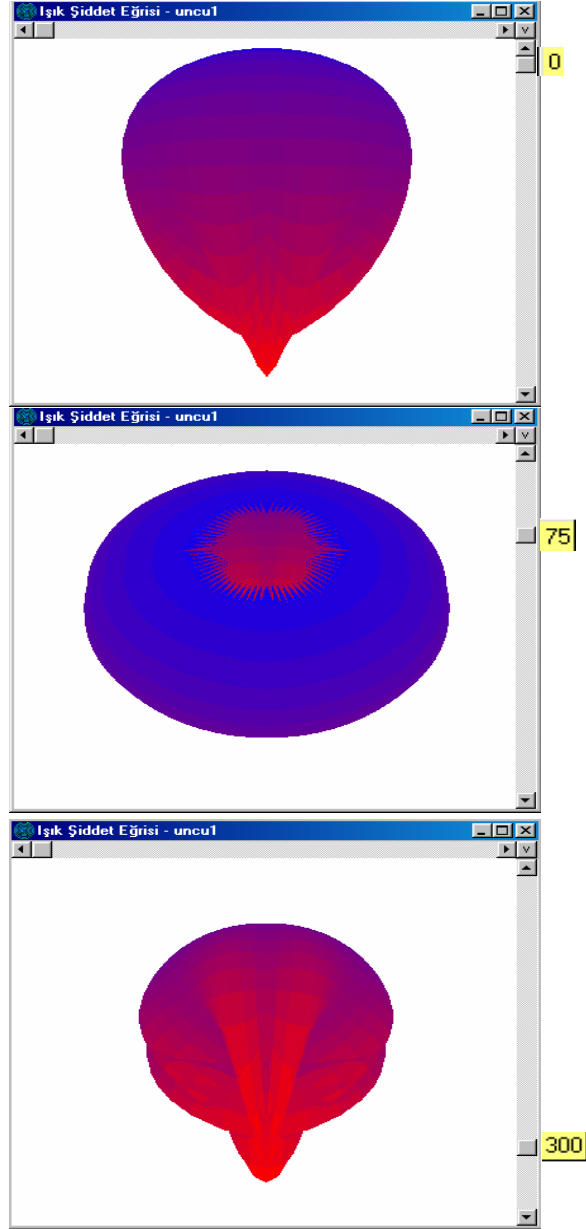 Işık Şiddet Eğrisi - uncu1
0
Işık Şiddet Eğrisi - uncu1
75
Işık Şiddet Eğrisi - uncu1
300